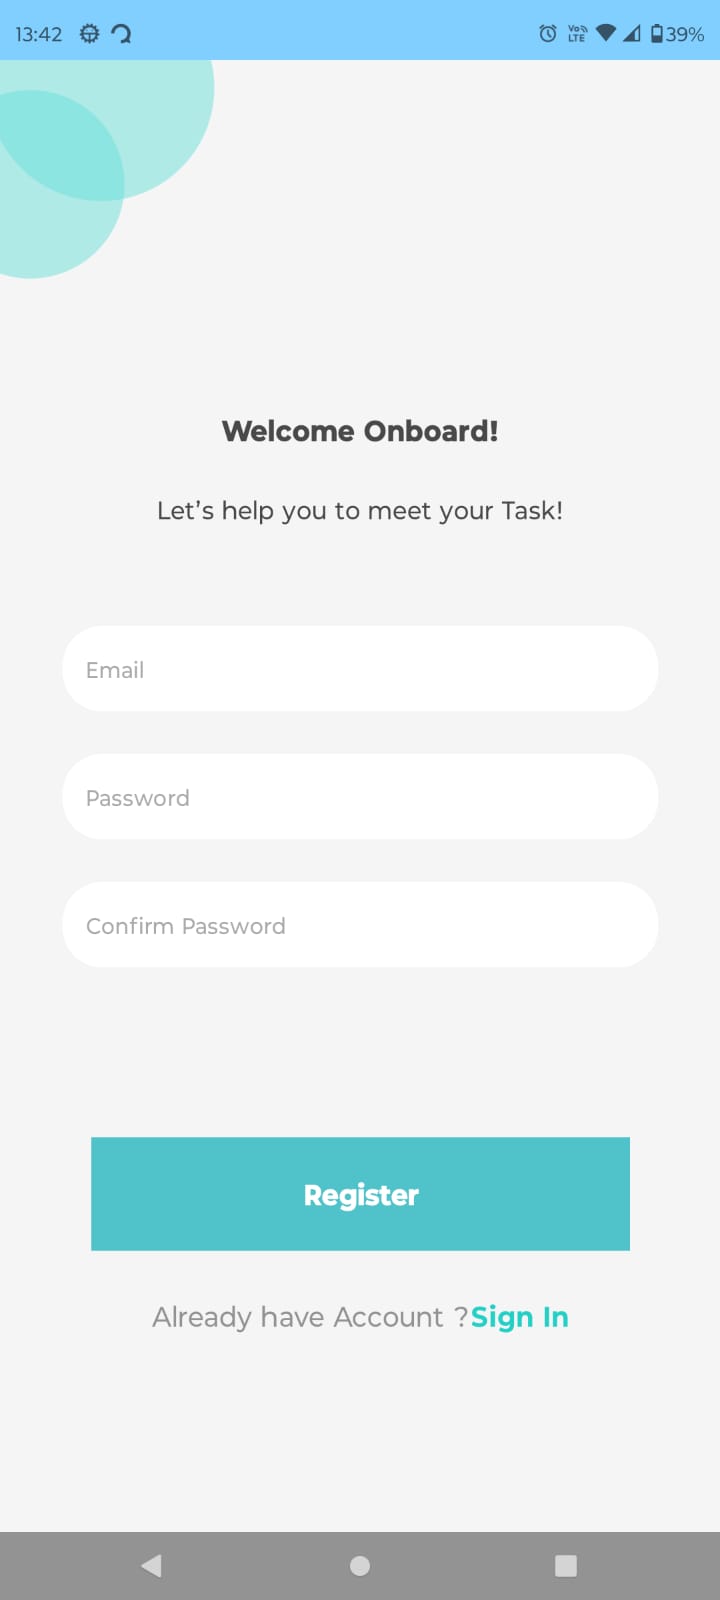 13:42 Vo LTE 39%
Welcome Onboard!
Let's help you to meet your Task!
Email
Password
Confirm Password
Register
Already have Account ?Sign In